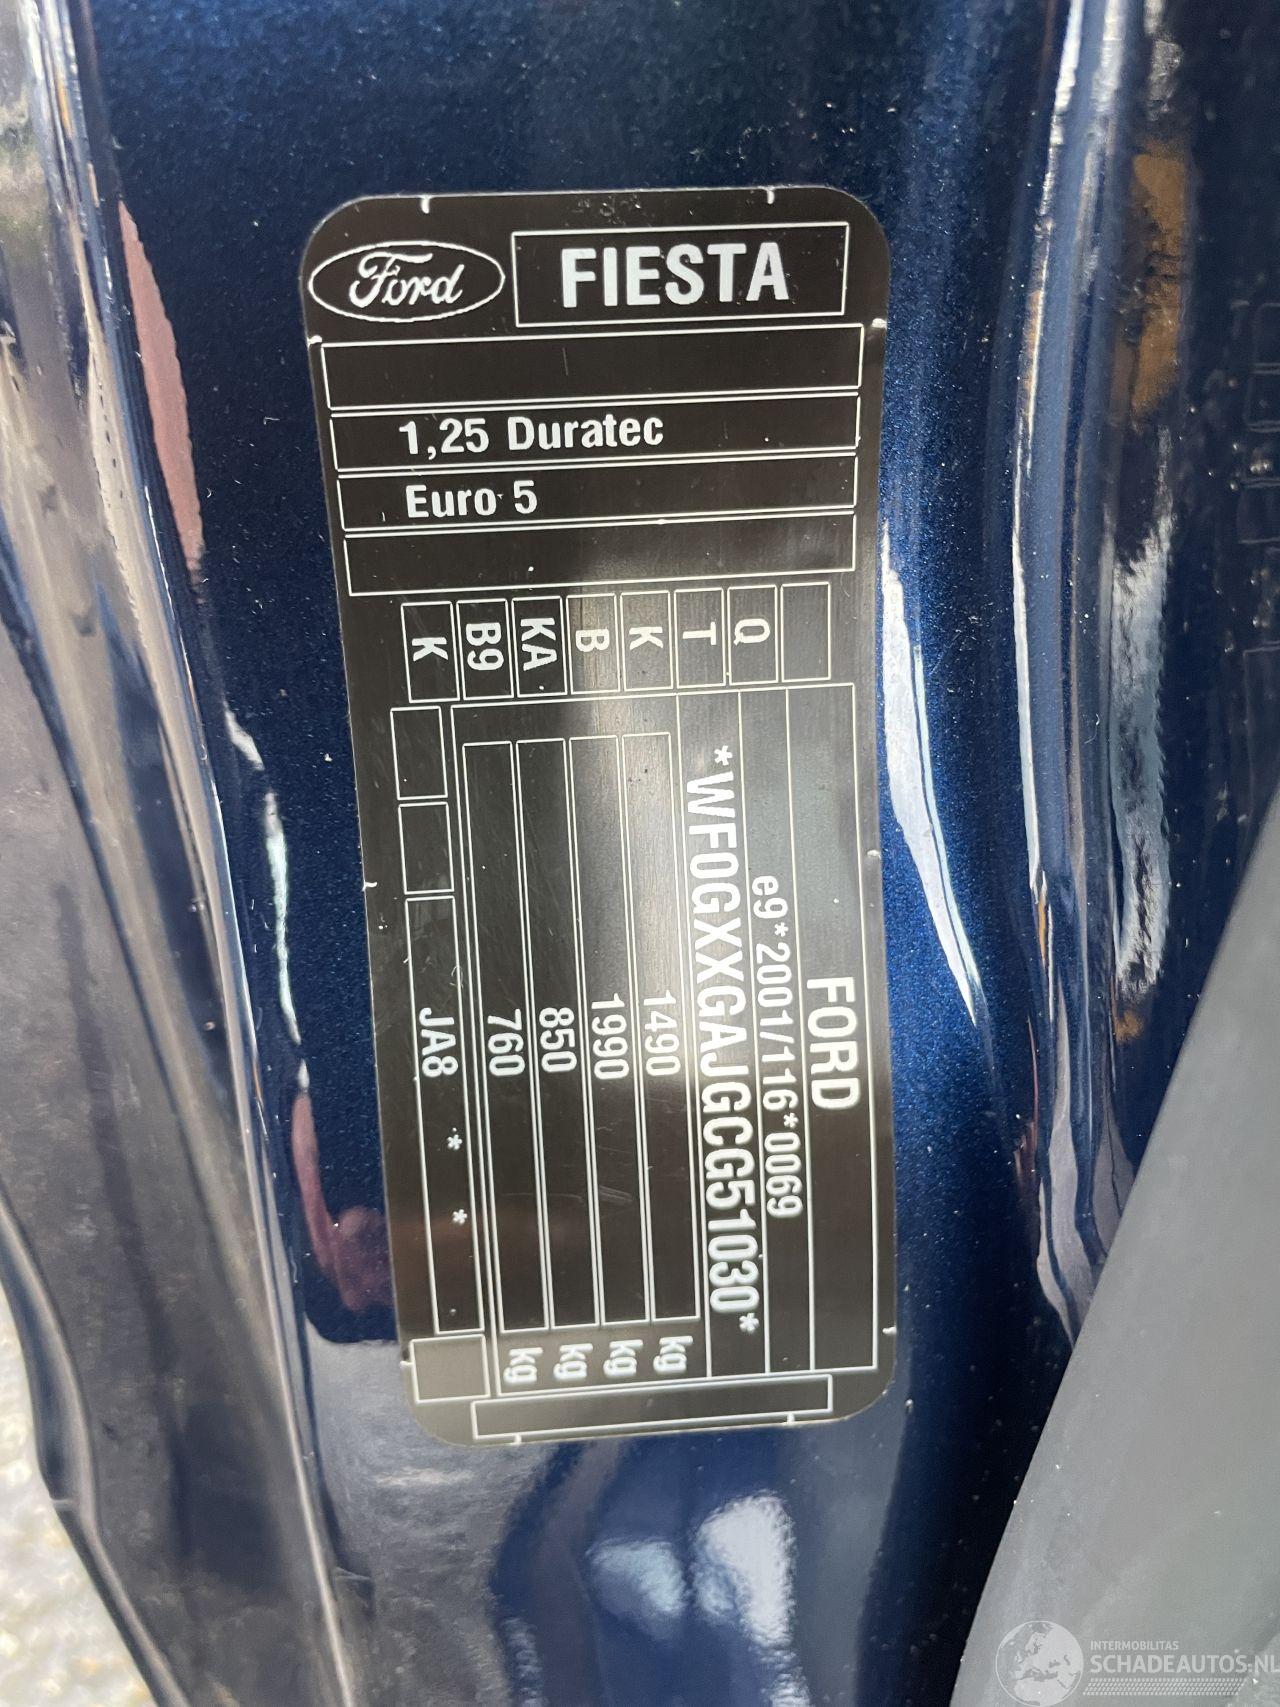 Ford FIESTA
1,25 Duratec
Euro 5
K B9 KA B K T Q
FORD
e9*2001/116*0069
*WF0GXXGAJGCG51030*
1490 kg
1990 kg
850 kg
760 kg
JA8 * *
INTERMOBILITAS
SCHADEAUTOS.NL